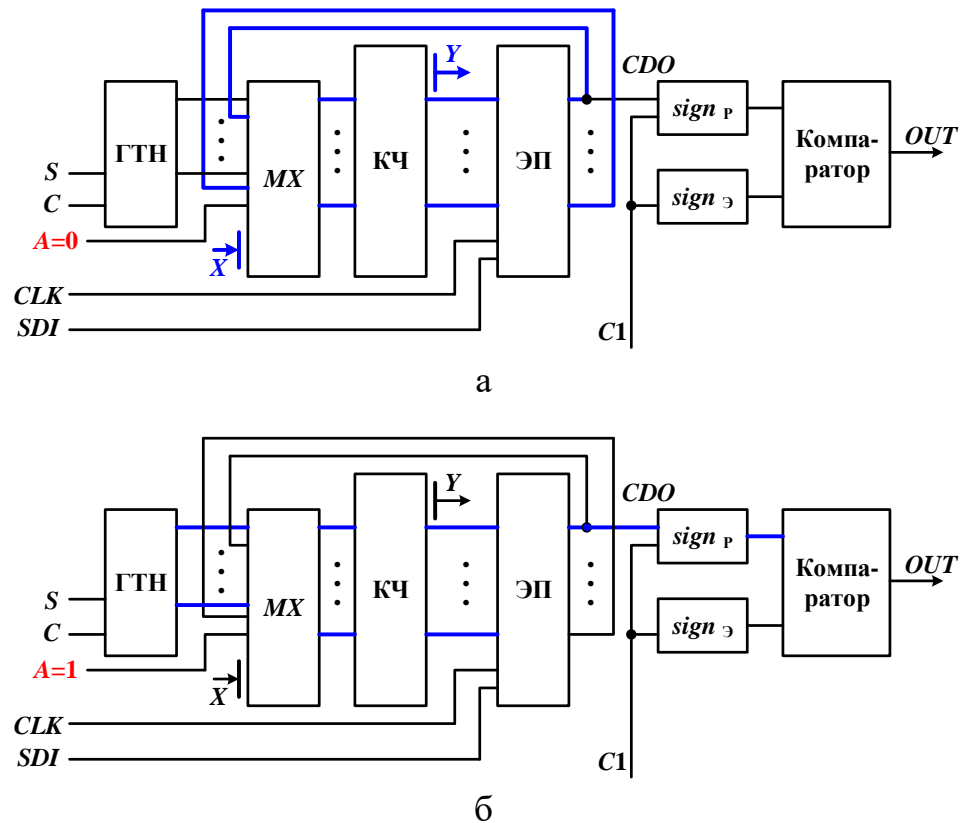 Y
CDO
ГТН
MX
КЧ
ЭП
sign Р
Компа-
ратор
OUT
S
C
sign Э
A=0
X
CLK
SDI
C1
а
Y
CDO
ГТН
MX
КЧ
ЭП
sign Р
Компа-
ратор
OUT
S
C
sign Э
A=1
X
CLK
SDI
C1
б